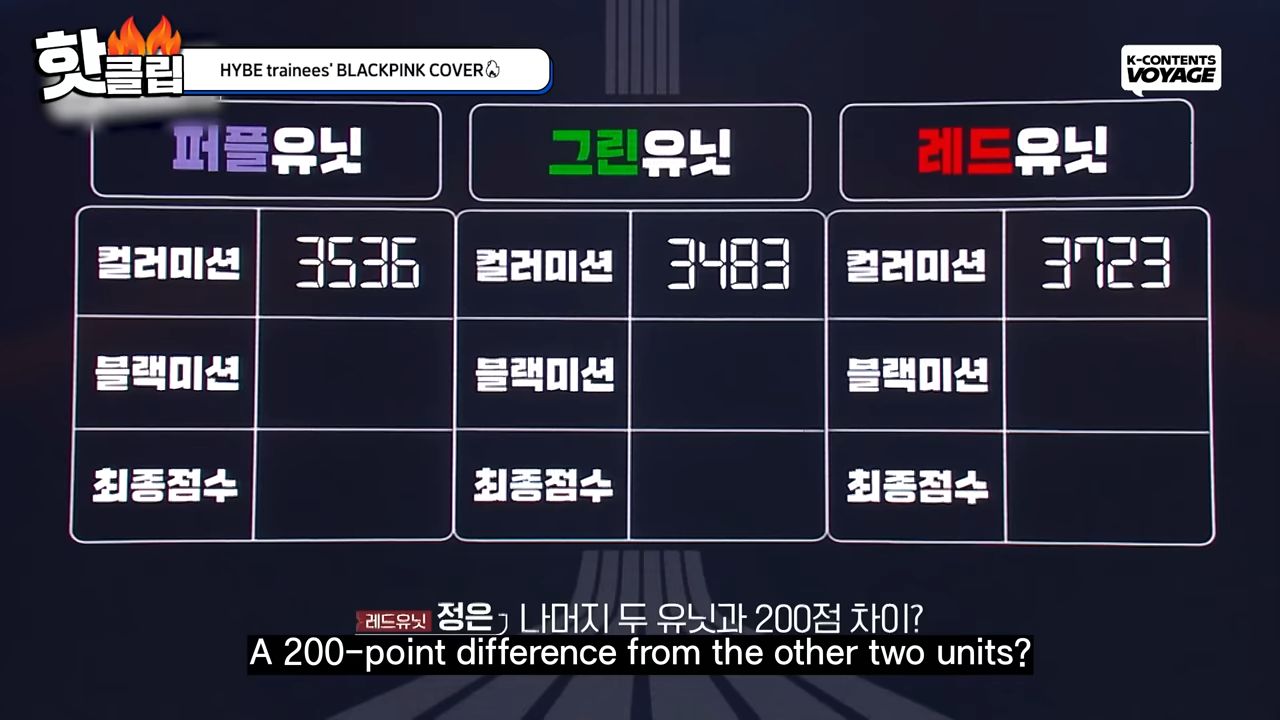 핫클립
HYBE trainees' BLACKPINK COVER
K-CONTENTS
VOYAGE
퍼플유닛 그린유닛 레드유닛
컬러미션 3536 컬러미션 3483 컬러미션 3723
블랙미션 블랙미션 블랙미션
최종점수 최종점수 최종점수
레드유닛 정은 나머지 두 유닛과 200점 차이?
A 200-point difference from the other two units?